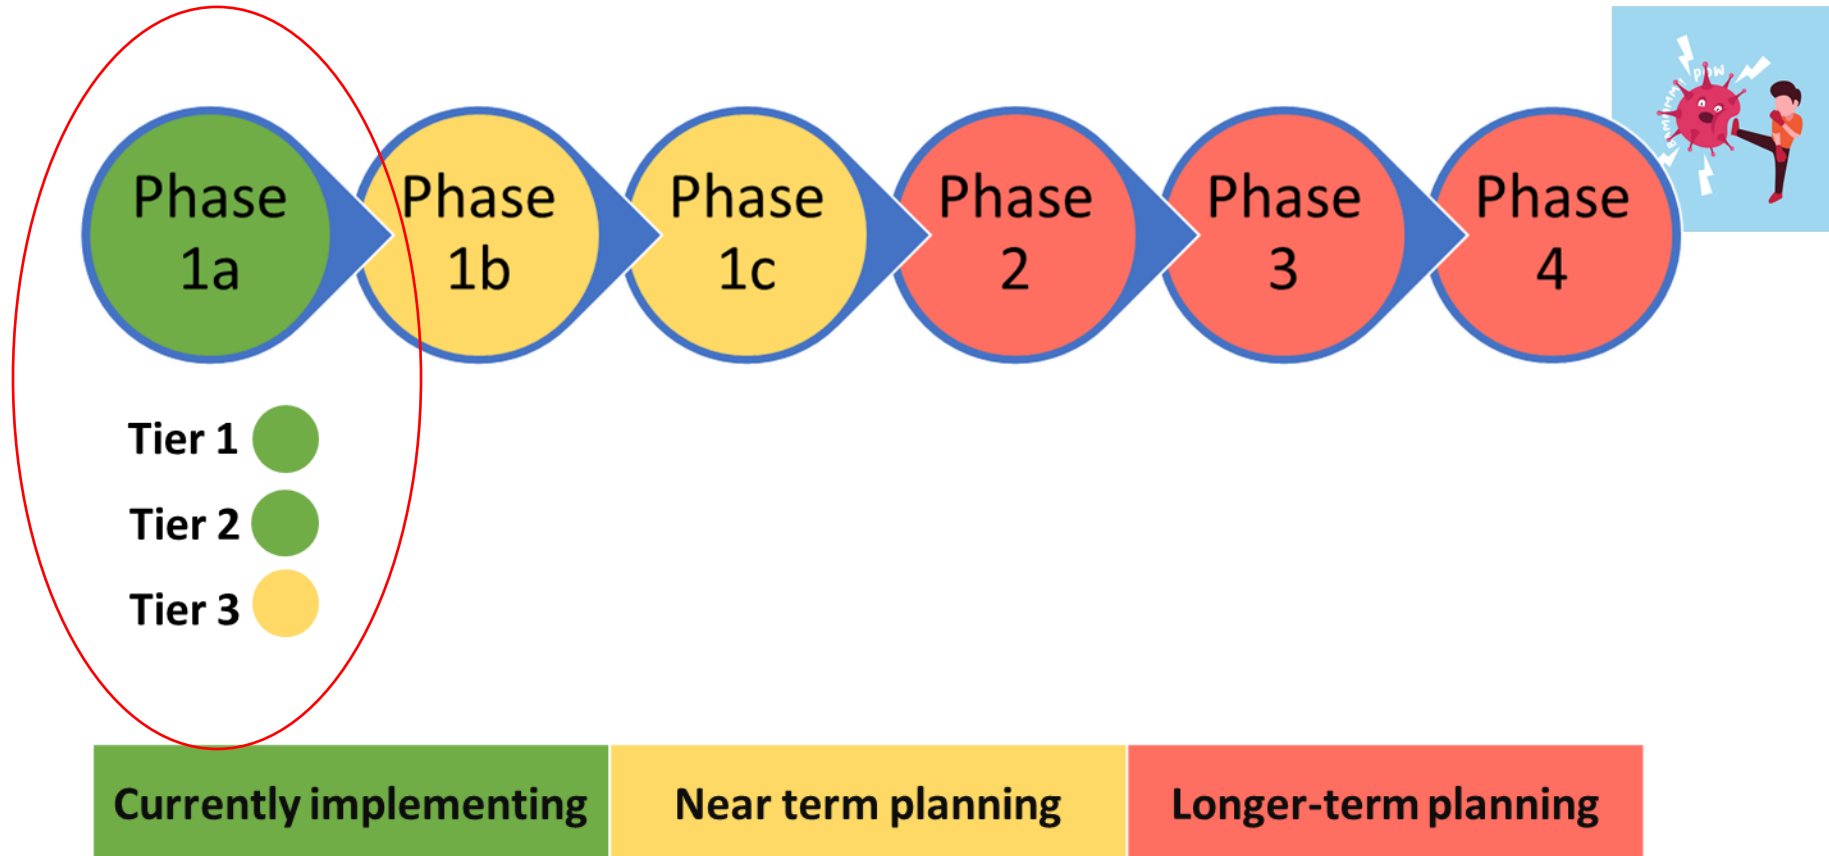 Phase
1a
Phase
1b
Phase
1c
Phase
2
Phase
3
Phase
4
POW
Tier 1
Tier 2
Tier 3
Currently implementing
Near term planning
Longer-term planning